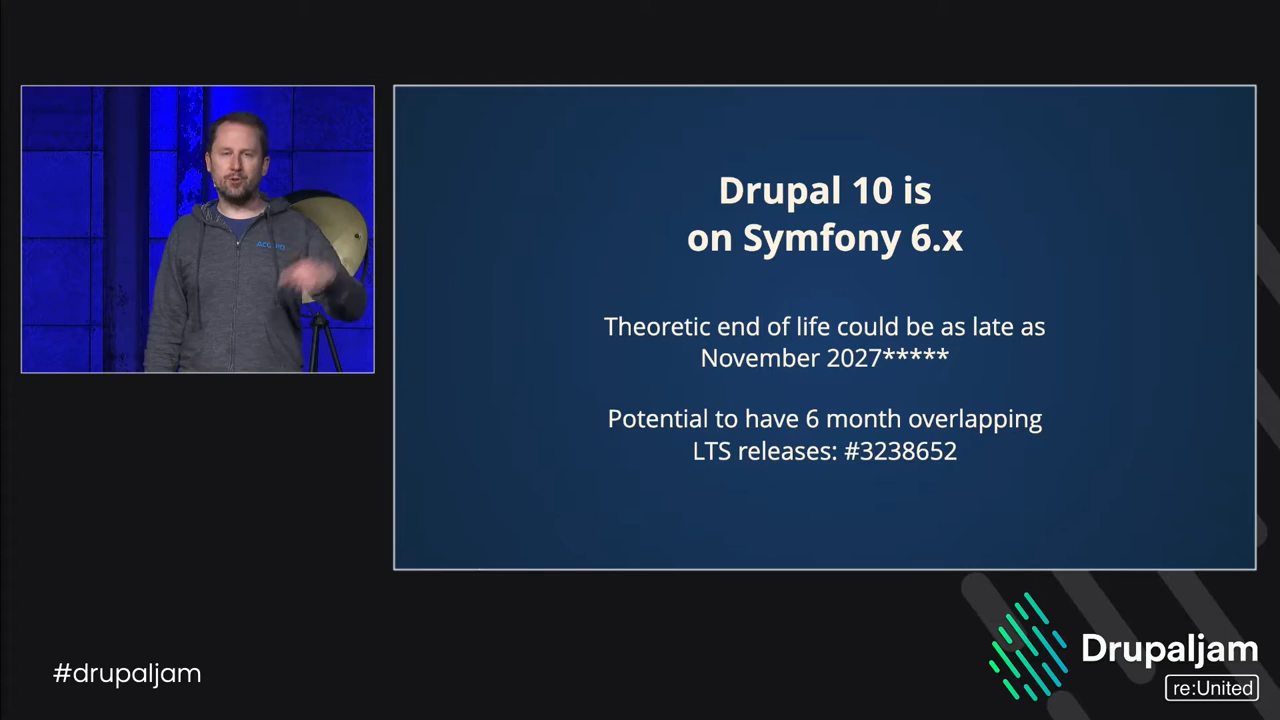 ACQUIA
Drupal 10 is
on Symfony 6.x
Theoretic end of life could be as late as
November 2027*****
Potential to have 6 month overlapping
LTS releases: #3238652
#drupaljam
Drupaljam
re:United